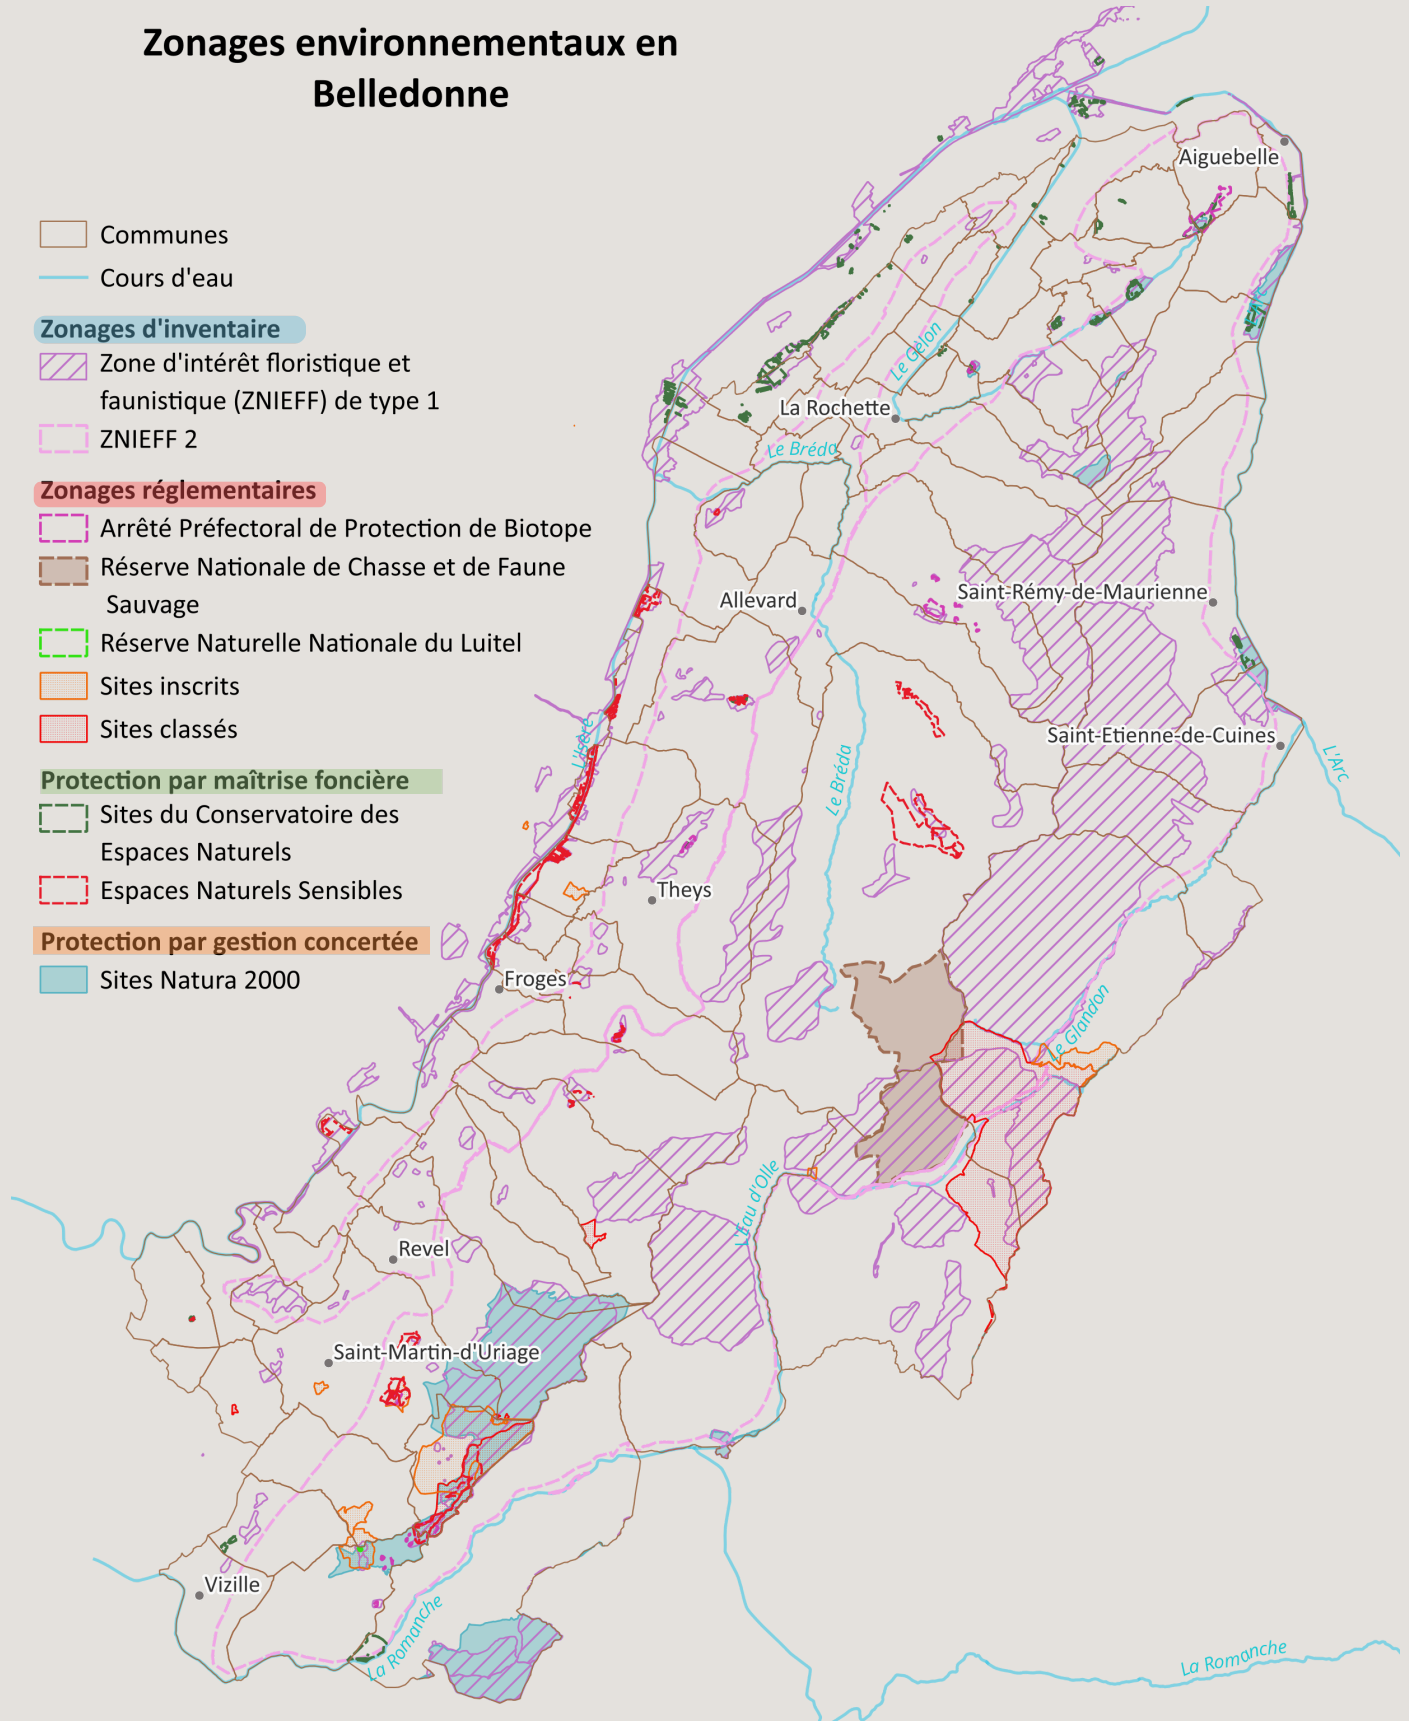 Zonages environnementaux en
Belledonne
Communes
Cours d'eau
Zonages d'inventaire
Zone d'intérêt floristique et
faunistique (ZNIEFF) de type 1
ZNIEFF 2
Zonages réglementaires
Arrêté Préfectoral de Protection de Biotope
Réserve Nationale de Chasse et de Faune
Sauvage
Réserve Naturelle Nationale du Luitel
Sites inscrits
Sites classés
Protection par maîtrise foncière
Sites du Conservatoire des
Espaces Naturels
Espaces Naturels Sensibles
Protection par gestion concertée
Sites Natura 2000
Aiguebelle
Le Gelon
La Rochette
Le Bréda
Allevard
Saint-Rémy-de-Maurienne
L'Isère
Saint-Etienne-de-Cuines
L'Arc
Le Bréda
Theys
Froges
Le Glandon
L'Eau d'Olle
Revel
Saint-Martin-d'Uriage
Vizille
La Romanche
La Romanche